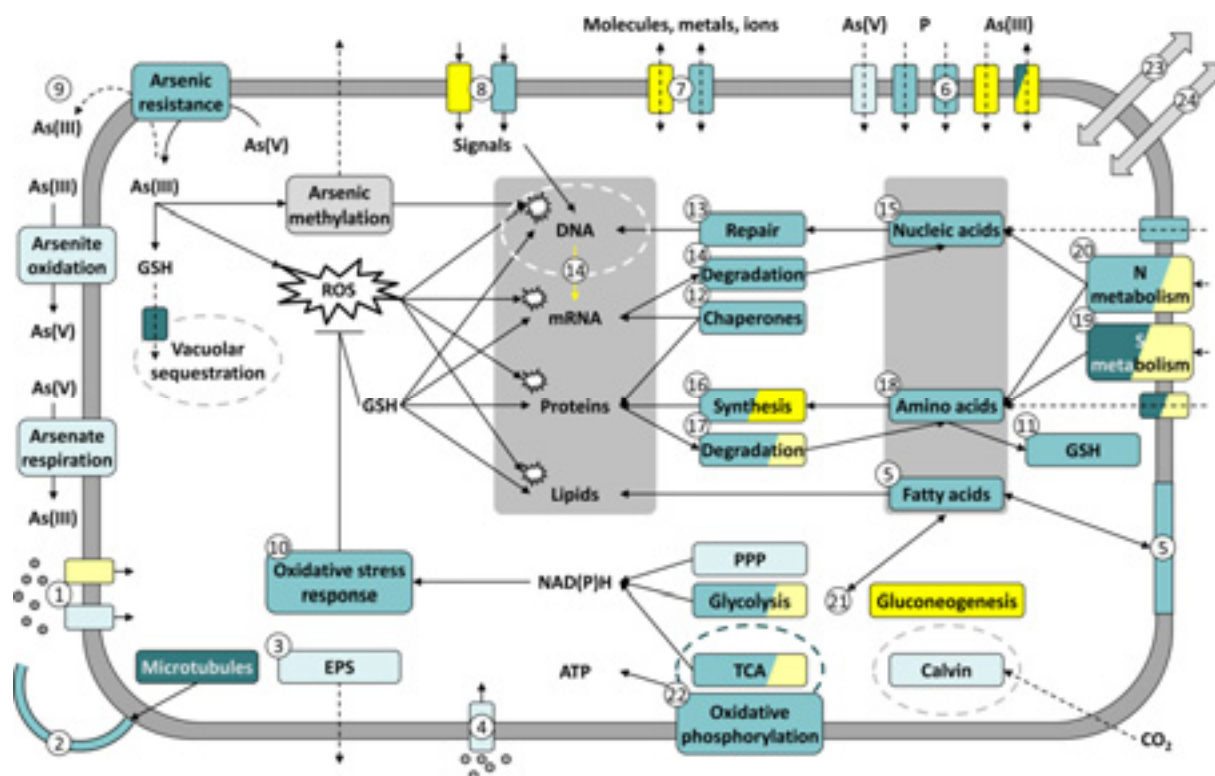 Molecules, metals, ions
As(V)
P
As(III)
23
24
9
Arsenic
resistance
8
7
6
As(III)
As(V)
Signals
As(III)
As(III)
Arsenic
methylation
DNA
13
Repair
15
Nucleic acids
Arsenite
oxidation
GSH
14
14
Degradation
20
N
metabolism
ROS
12
Chaperones
mRNA
As(V)
19
S
metabolism
Vacuolar
sequestration
As(V)
GSH
Proteins
16
Synthesis
18
Amino acids
Arsenate
respiration
17
Degradation
11
GSH
5
Lipids
Fatty acids
As(III)
5
10
Oxidative stress
response
NAD(P)H
PPP
1
Glycolysis
21
Gluconeogenesis
Microtubules
3
EPS
ATP
TCA
Calvin
22
2
4
Oxidative
phosphorylation
CO₂